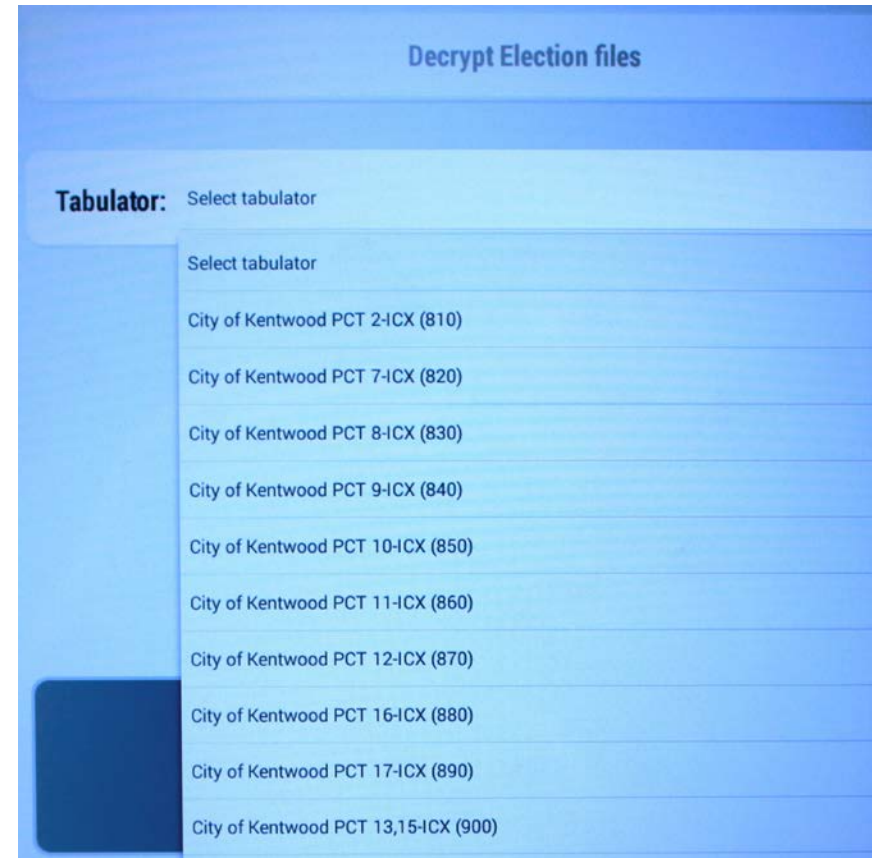 Decrypt Election files
Tabulator: Select tabulator
Select tabulator
City of Kentwood PCT 2-ICX (810)
City of Kentwood PCT 7-ICX (820)
City of Kentwood PCT 8-ICX (830)
City of Kentwood PCT 9-ICX (840)
City of Kentwood PCT 10-ICX (850)
City of Kentwood PCT 11-ICX (860)
City of Kentwood PCT 12-ICX (870)
City of Kentwood PCT 16-ICX (880)
City of Kentwood PCT 17-ICX (890)
City of Kentwood PCT 13,15-ICX (900)